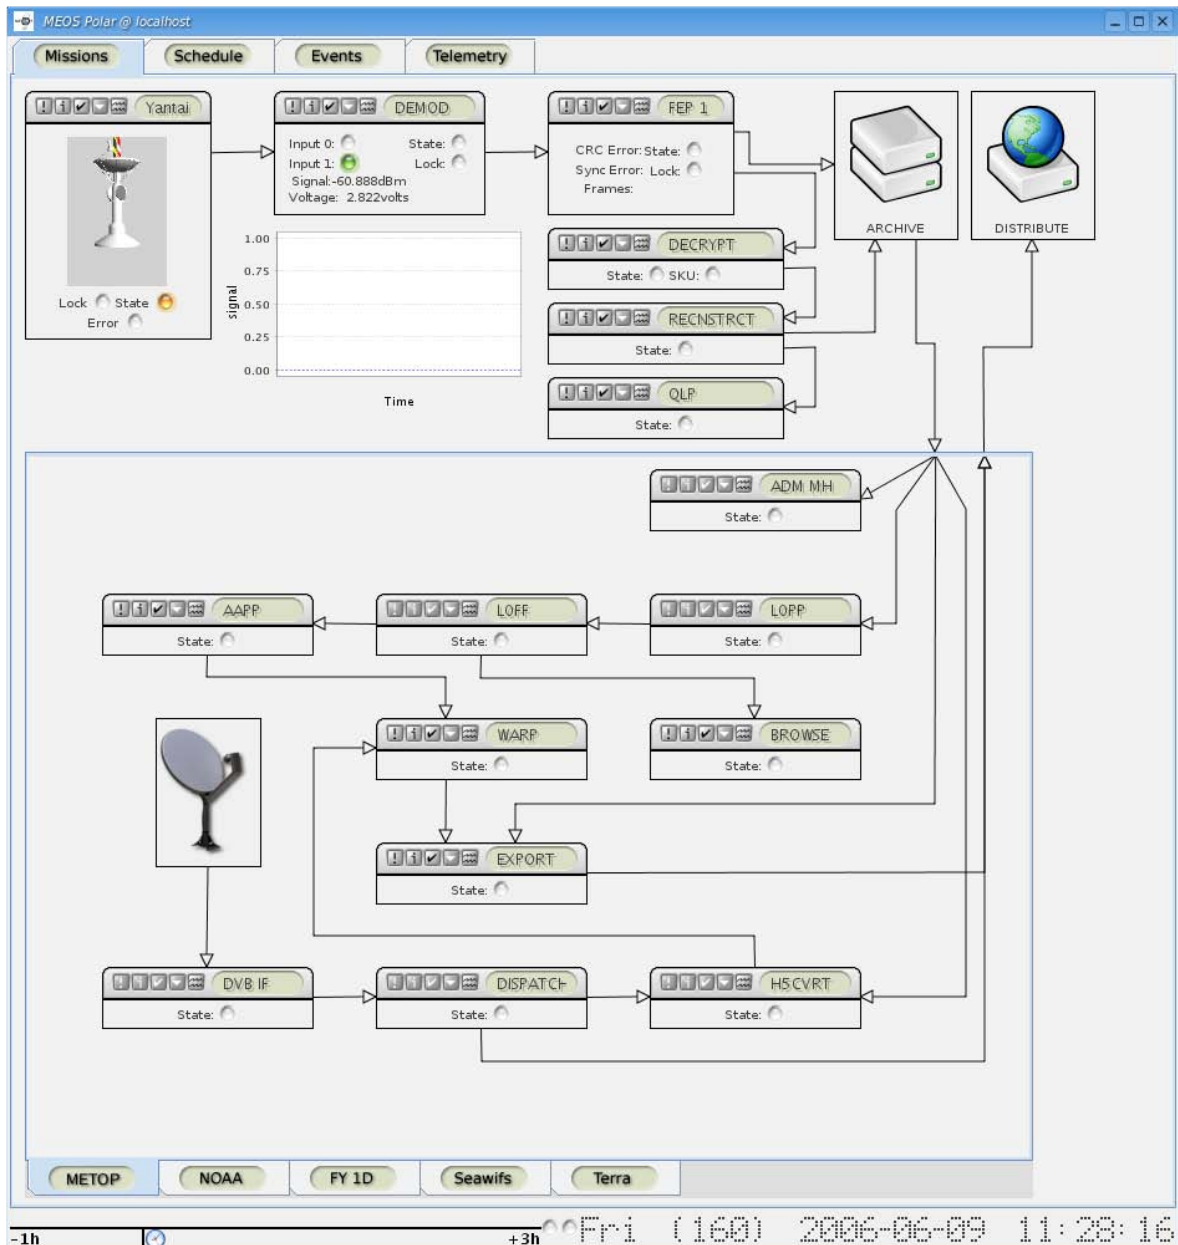 MEOS Polar @ localhost
Missions Schedule Events Telemetry
Yantai
Lock State
Error
DEMOD
Input 0: State:
Input 1: Lock:
Signal:-60.888dBm
Voltage: 2.822volts
FEP 1
CRC Error: State:
Sync Error: Lock:
Frames:
ARCHIVE
DISTRIBUTE
1.00
0.75
0.50
0.25
0.00
signal
Time
DECRYPT
State: SKU:
RECNSTRCT
State:
QLP
State:
ADM MH
State:
AAPP
State:
LOFF
State:
LOPP
State:
WARP
State:
BROWSE
State:
EXPORT
State:
DVB IF
State:
DISPATCH
State:
H5CVRT
State:
METOP NOAA FY 1D Seawifs Terra
-1h +3h Fri (160) 2006-06-09 11:28:16